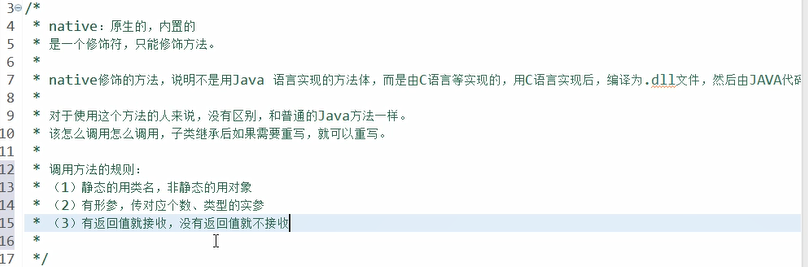 3 /*
4 * native：原生的，内置的
5 * 是一个修饰符，只能修饰方法。
6 *
7 * native修饰的方法，说明不是用Java 语言实现的方法体，而是由C语言等实现的，用C语言实现后，编译为.dll文件，然后由JAVA代码
8 *
9 * 对于使用这个方法的人来说，没有区别，和普通的Java方法一样。
10 * 该怎么调用怎么调用，子类继承后如果需要重写，就可以重写。
11 *
12 * 调用方法的规则：
13 * （1）静态的用类名，非静态的用对象
14 * （2）有形参，传对应个数、类型的实参
15 * （3）有返回值就接收，没有返回值就不接收
16 *
17 */